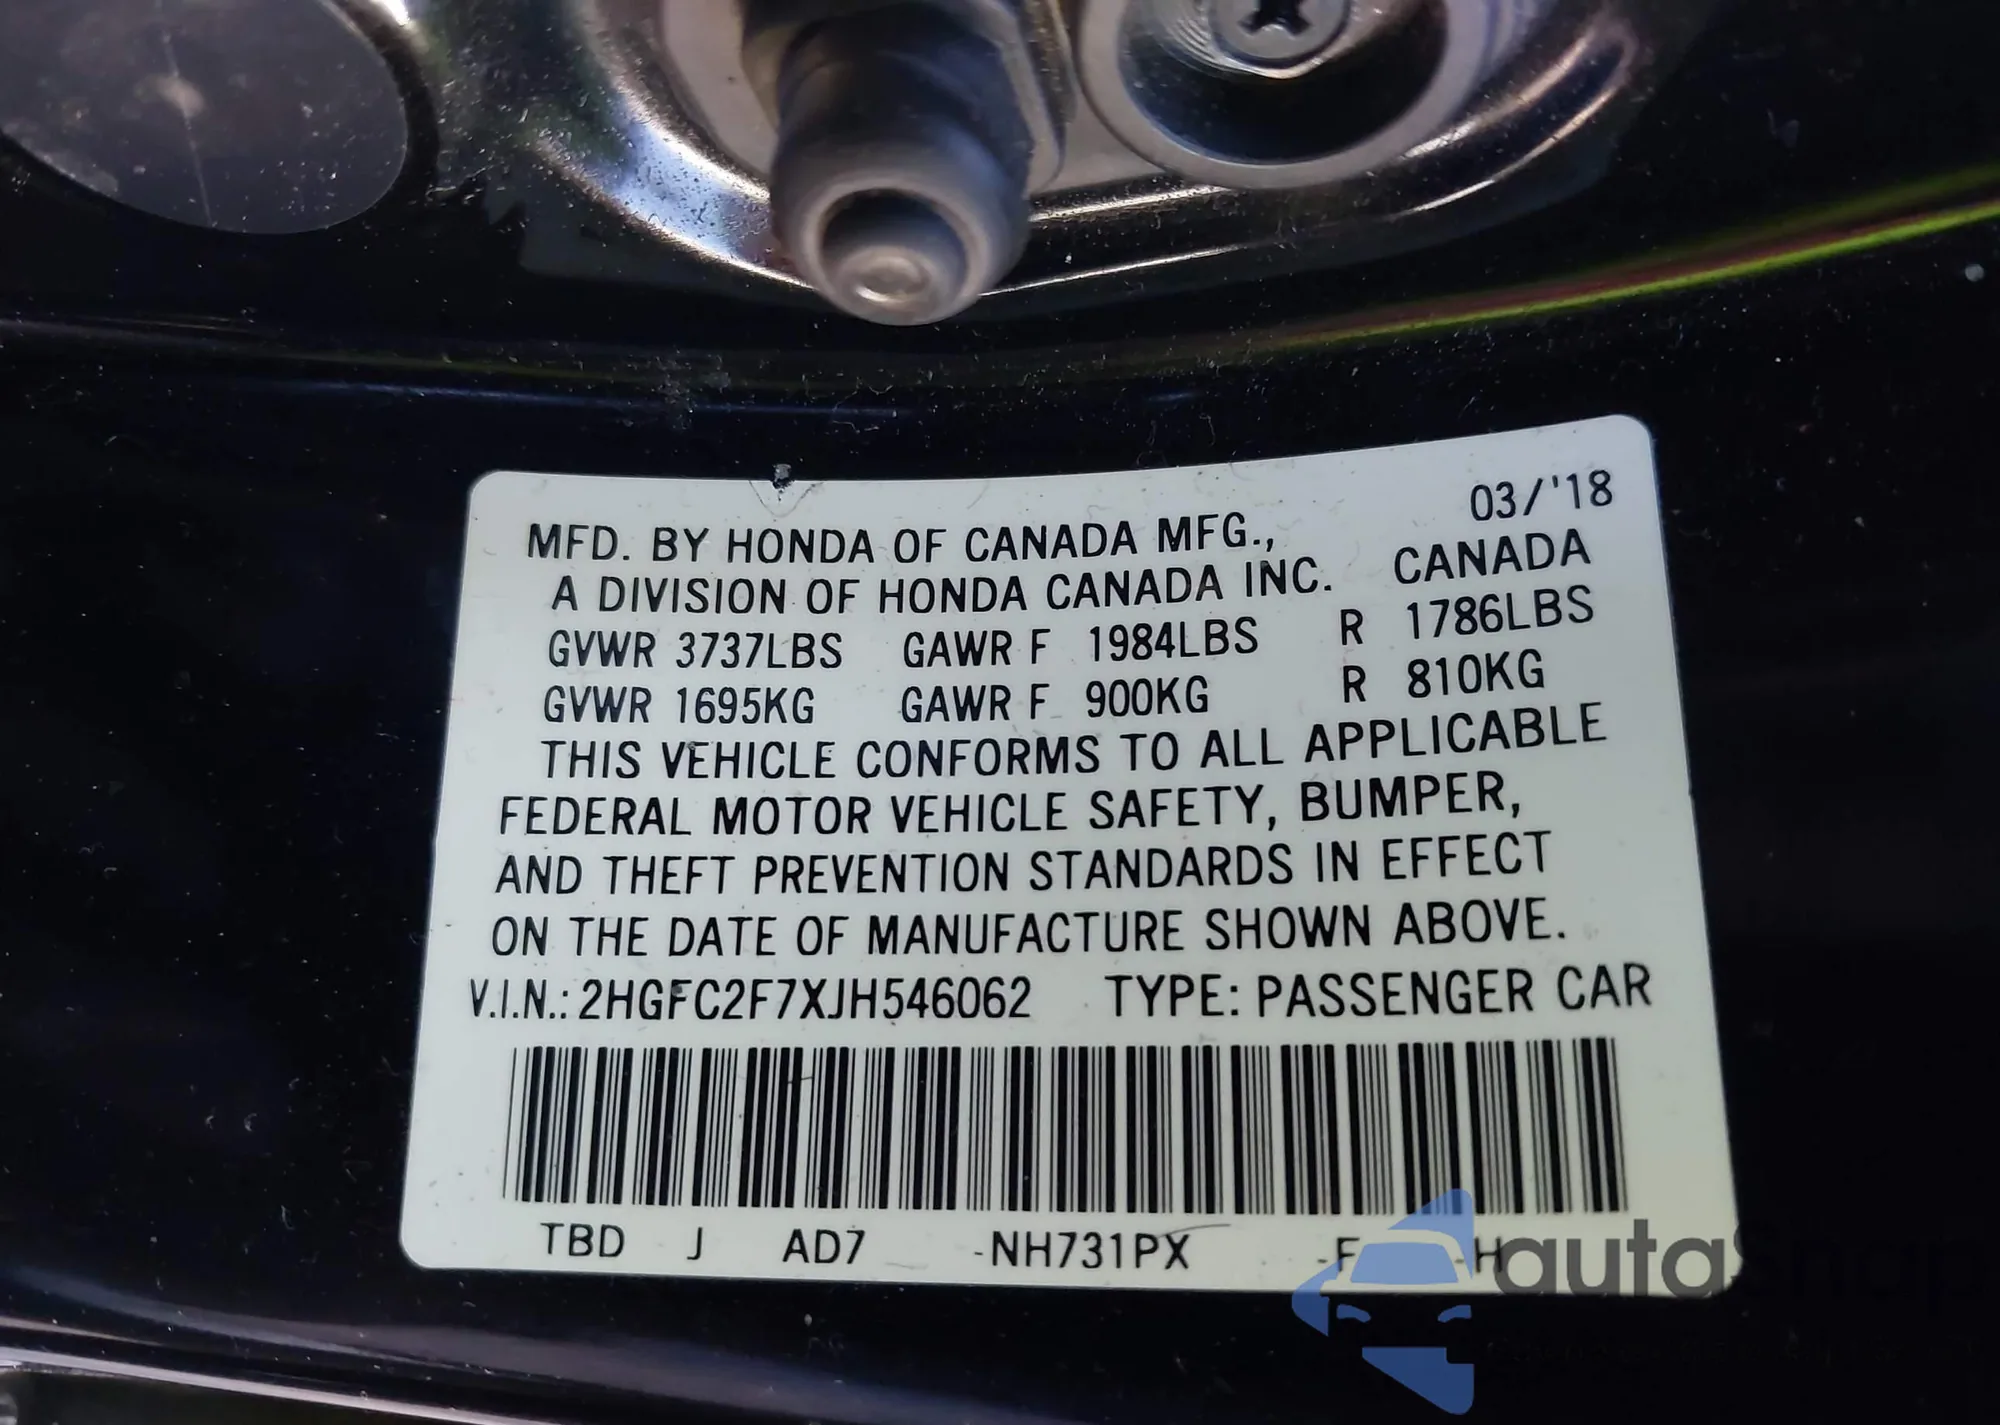 03/'18
MFD. BY HONDA OF CANADA MFG.,
A DIVISION OF HONDA CANADA INC. CANADA
GVWR 3737LBS GAWR F 1984LBS R 1786LBS
GVWR 1695KG GAWR F 900KG R 810KG
THIS VEHICLE CONFORMS TO ALL APPLICABLE
FEDERAL MOTOR VEHICLE SAFETY, BUMPER,
AND THEFT PREVENTION STANDARDS IN EFFECT
ON THE DATE OF MANUFACTURE SHOWN ABOVE.
V.I.N.: 2HGFC2F7XJH546062 TYPE: PASSENGER CAR
TBD J AD7 -NH731PX -F -H